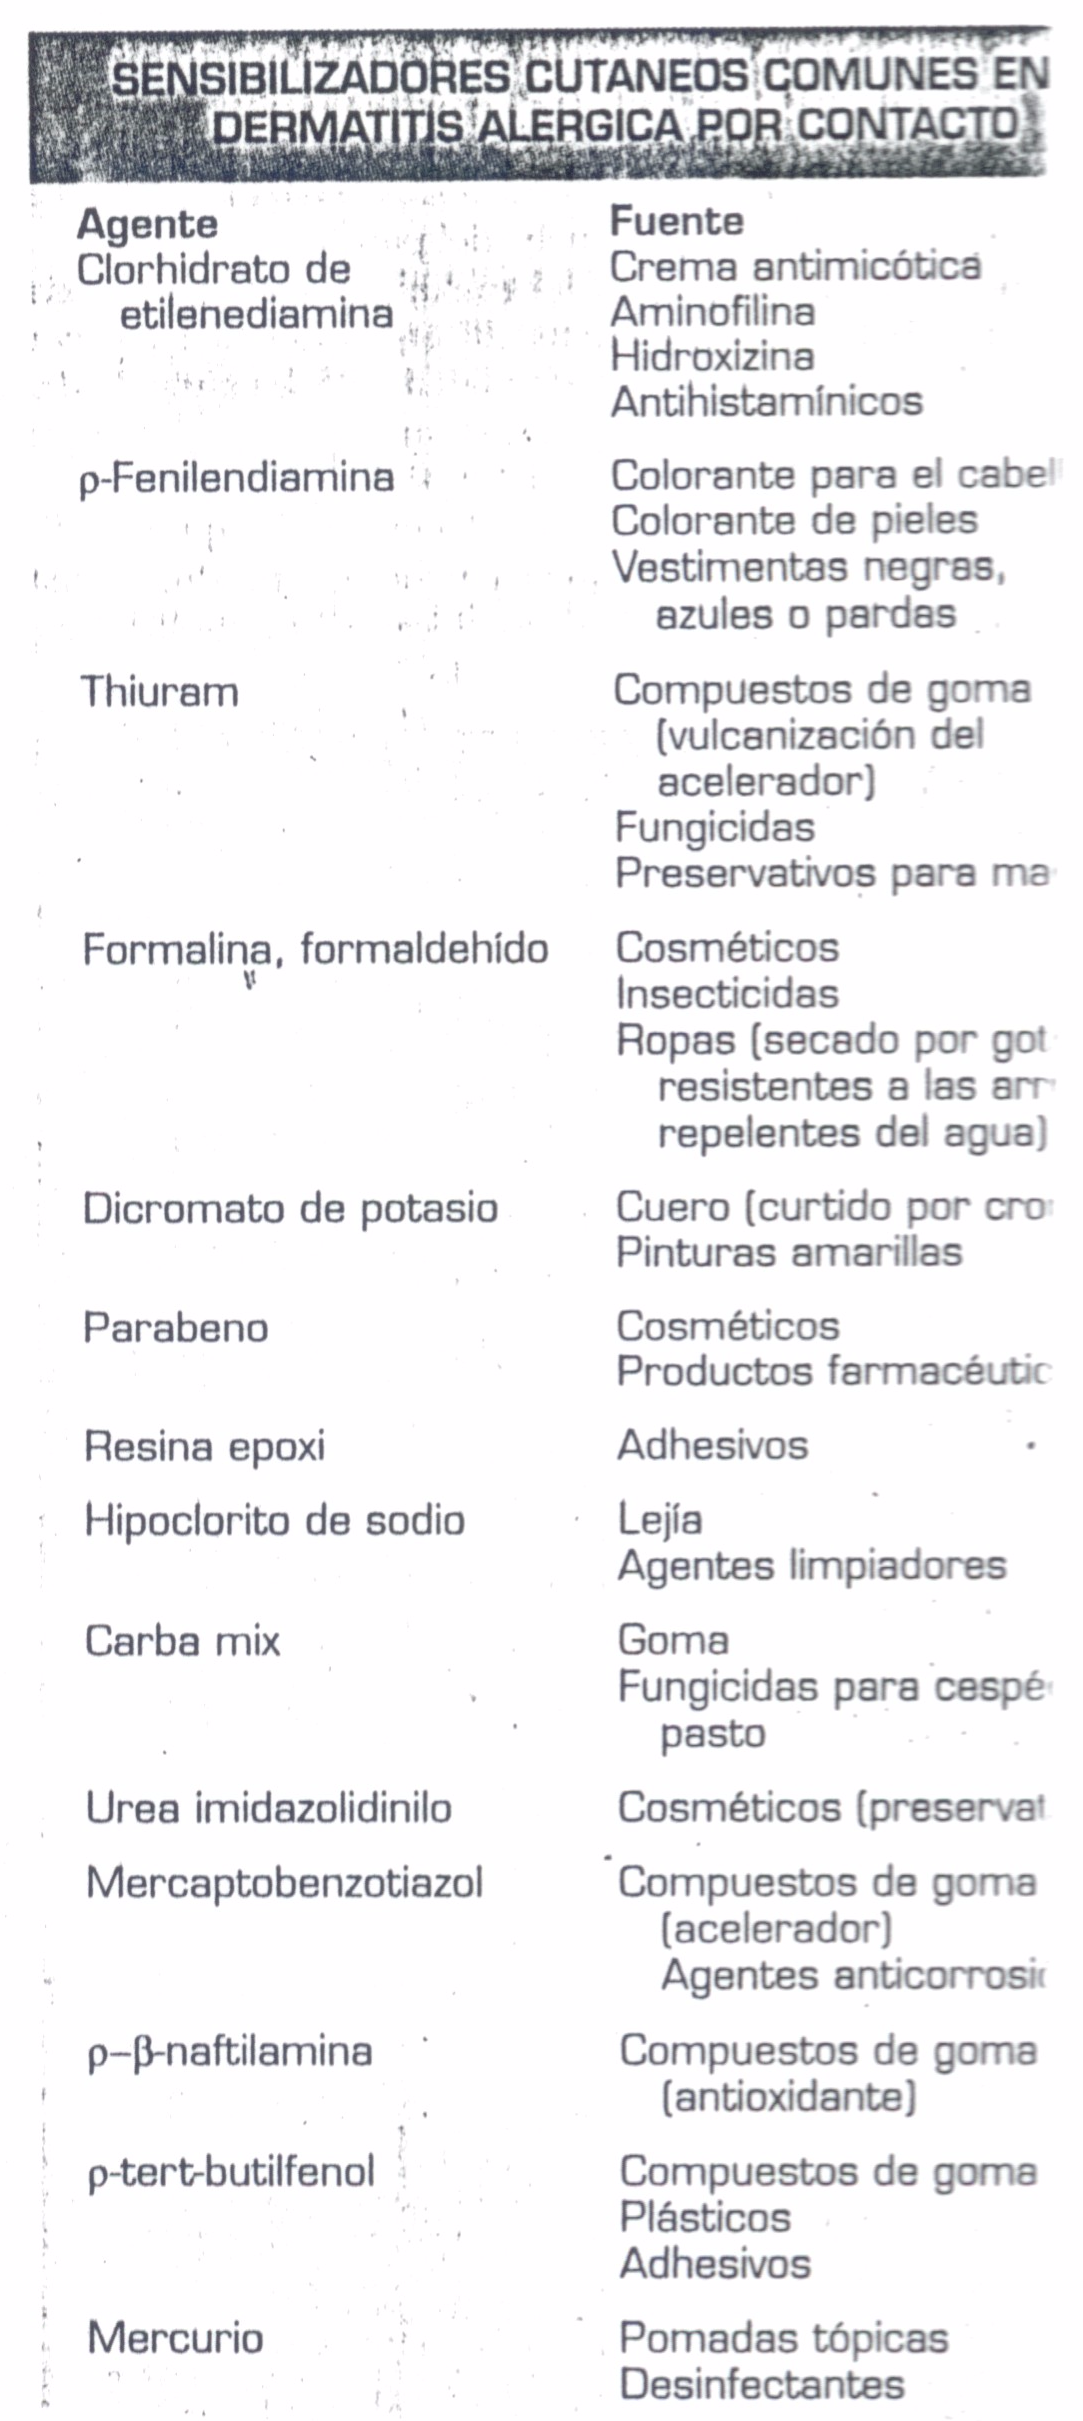 SENSIBILIZADORES CUTANEOS COMUNES EN
DERMATITIS ALERGICA POR CONTACTO
Agente Fuente
Clorhidrato de Crema antimicótica
etilenediamina Aminofilina
Hidroxizina
Antihistamínicos
ρ-Fenilendiamina Colorante para el
Colorante de pieles
Vestimentas negras,
azules o pardas
Thiuram Compuestos de goma
(vulcanización del
acelerador)
Fungicidas
Preservativos para
Formalina, formaldehído Cosméticos
Insecticidas
Ropas (secado por
resistentes a las
repelentes del agua)
Dicromato de potasio Cuero (curtido por
Pinturas amarillas
Parabeno Cosméticos
Productos
Resina epoxi Adhesivos
Hipoclorito de sodio Lejía
Agentes limpiadores
Carba mix Goma
Fungicidas para
pasto
Urea imidazolidinilo Cosméticos
Mercaptobenzotiazol Compuestos de goma
(acelerador)
Agentes
ρ–β-naftilamina Compuestos de goma
(antioxidante)
ρ-tert-butilfenol Compuestos de goma
Plásticos
Adhesivos
Mercurio Pomadas tópicas
Desinfectantes